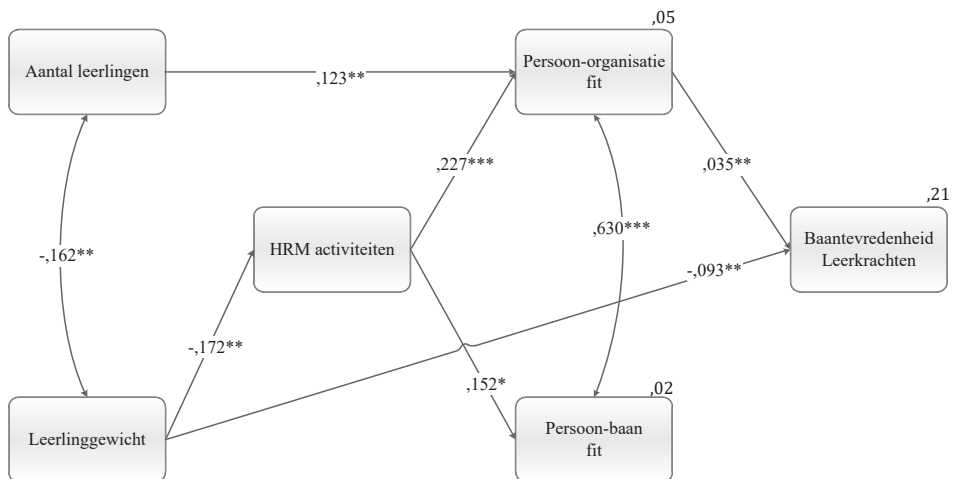 ,05
Aantal leerlingen
,123**
Persoon-organisatie
fit
,227***
,035**
,21
-,162**
HRM activiteiten
,630***
Baantevredenheid
Leerkrachten
-,093**
-,172**
,152*
,02
Leerlinggewicht
Persoon-baan
fit